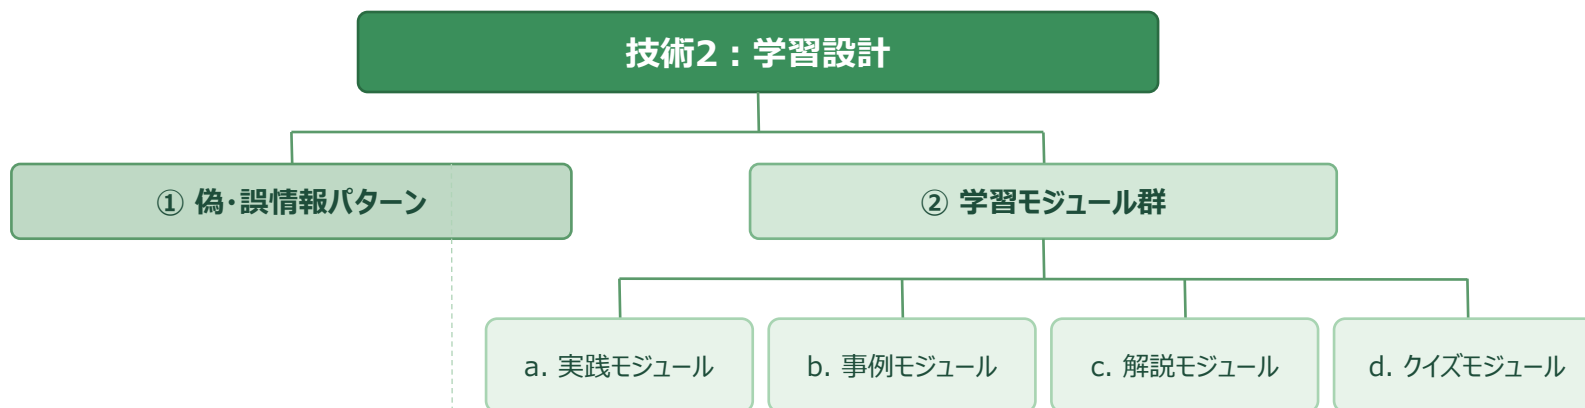 技術2：学習設計
① 偽・誤情報パターン
② 学習モジュール群
a. 実践モジュール
b. 事例モジュール
c. 解説モジュール
d. クイズモジュール